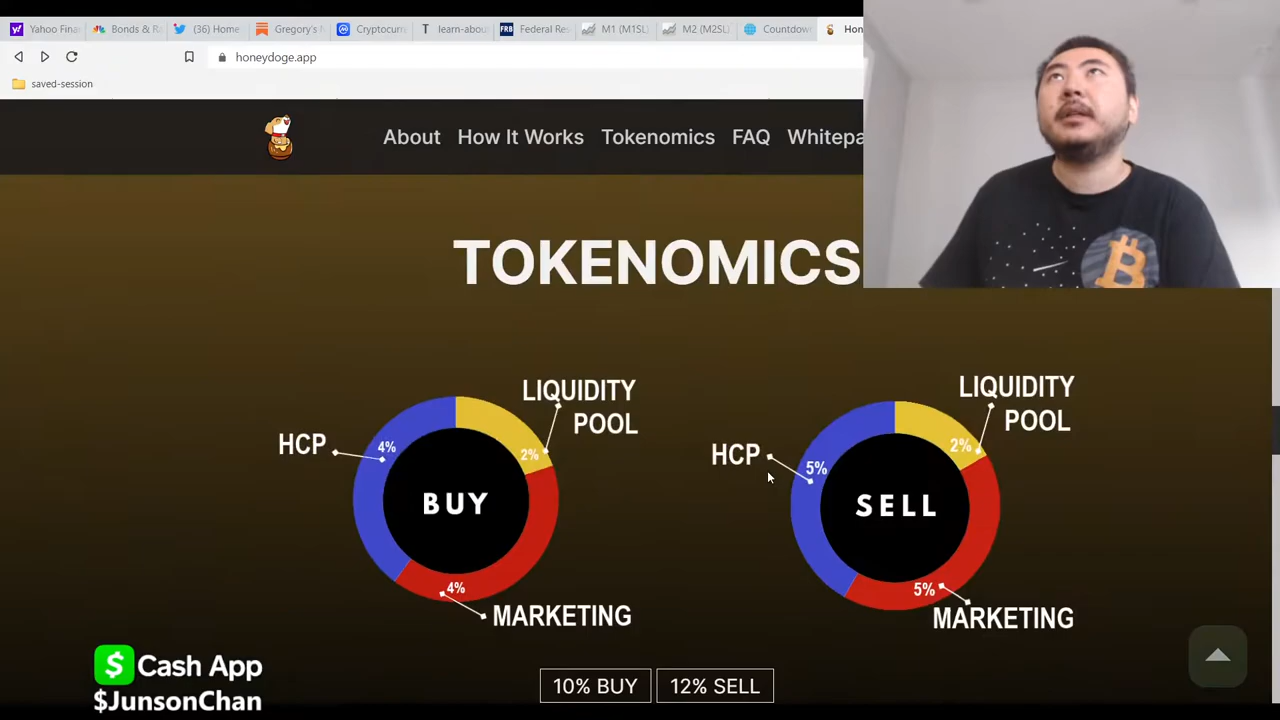 Yahoo Fina
Bonds & R
(36) Home
Gregory's
Cryptocurr
learn-abou
FRB
Federal Res
M1 (M1SL)
M2 (M2SL)
Countdow
Hon
honeydoge.app
saved-session
About
How It Works
Tokenomics
FAQ
Whitepa
TOKENOMICS
LIQUIDITY
POOL
HCP
4%
2%
BUY
4%
MARKETING
LIQUIDITY
POOL
HCP
5%
2%
SELL
5%
MARKETING
10% BUY
12% SELL
$ Cash App
$JunsonChan